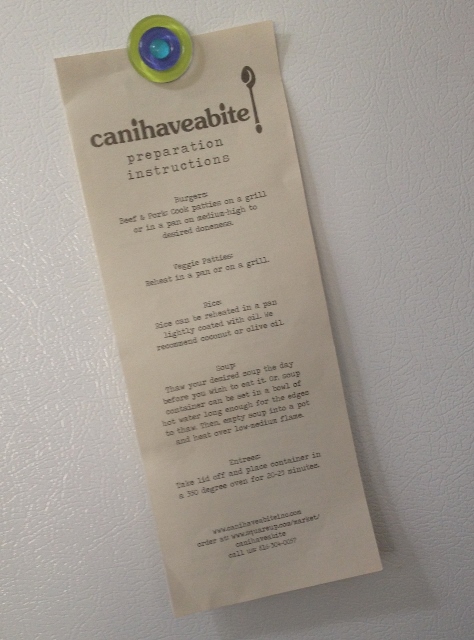 canihaveabite
preparation
instructions
Burgers:
Beef & Pork: Cook patties on a grill
or in a pan on medium-high to
desired doneness.
Veggie Patties:
Reheat in a pan or on a grill.
Rice:
Rice can be reheated in a pan
lightly coated with oil. We
recommend coconut or olive oil.
Soup:
Thaw your desired soup the day
before you wish to eat it. Or, soup
container can be set in a bowl of
hot water long enough for the edges
to thaw. Then, empty soup into a pot
and heat over low-medium flame.
Entrees:
Take lid off and place container in
a 350 degree oven for 20-25 minutes.
www.canihaveabiteinc.com
order at: www.squareup.com/market/
canihaveabite
call us: